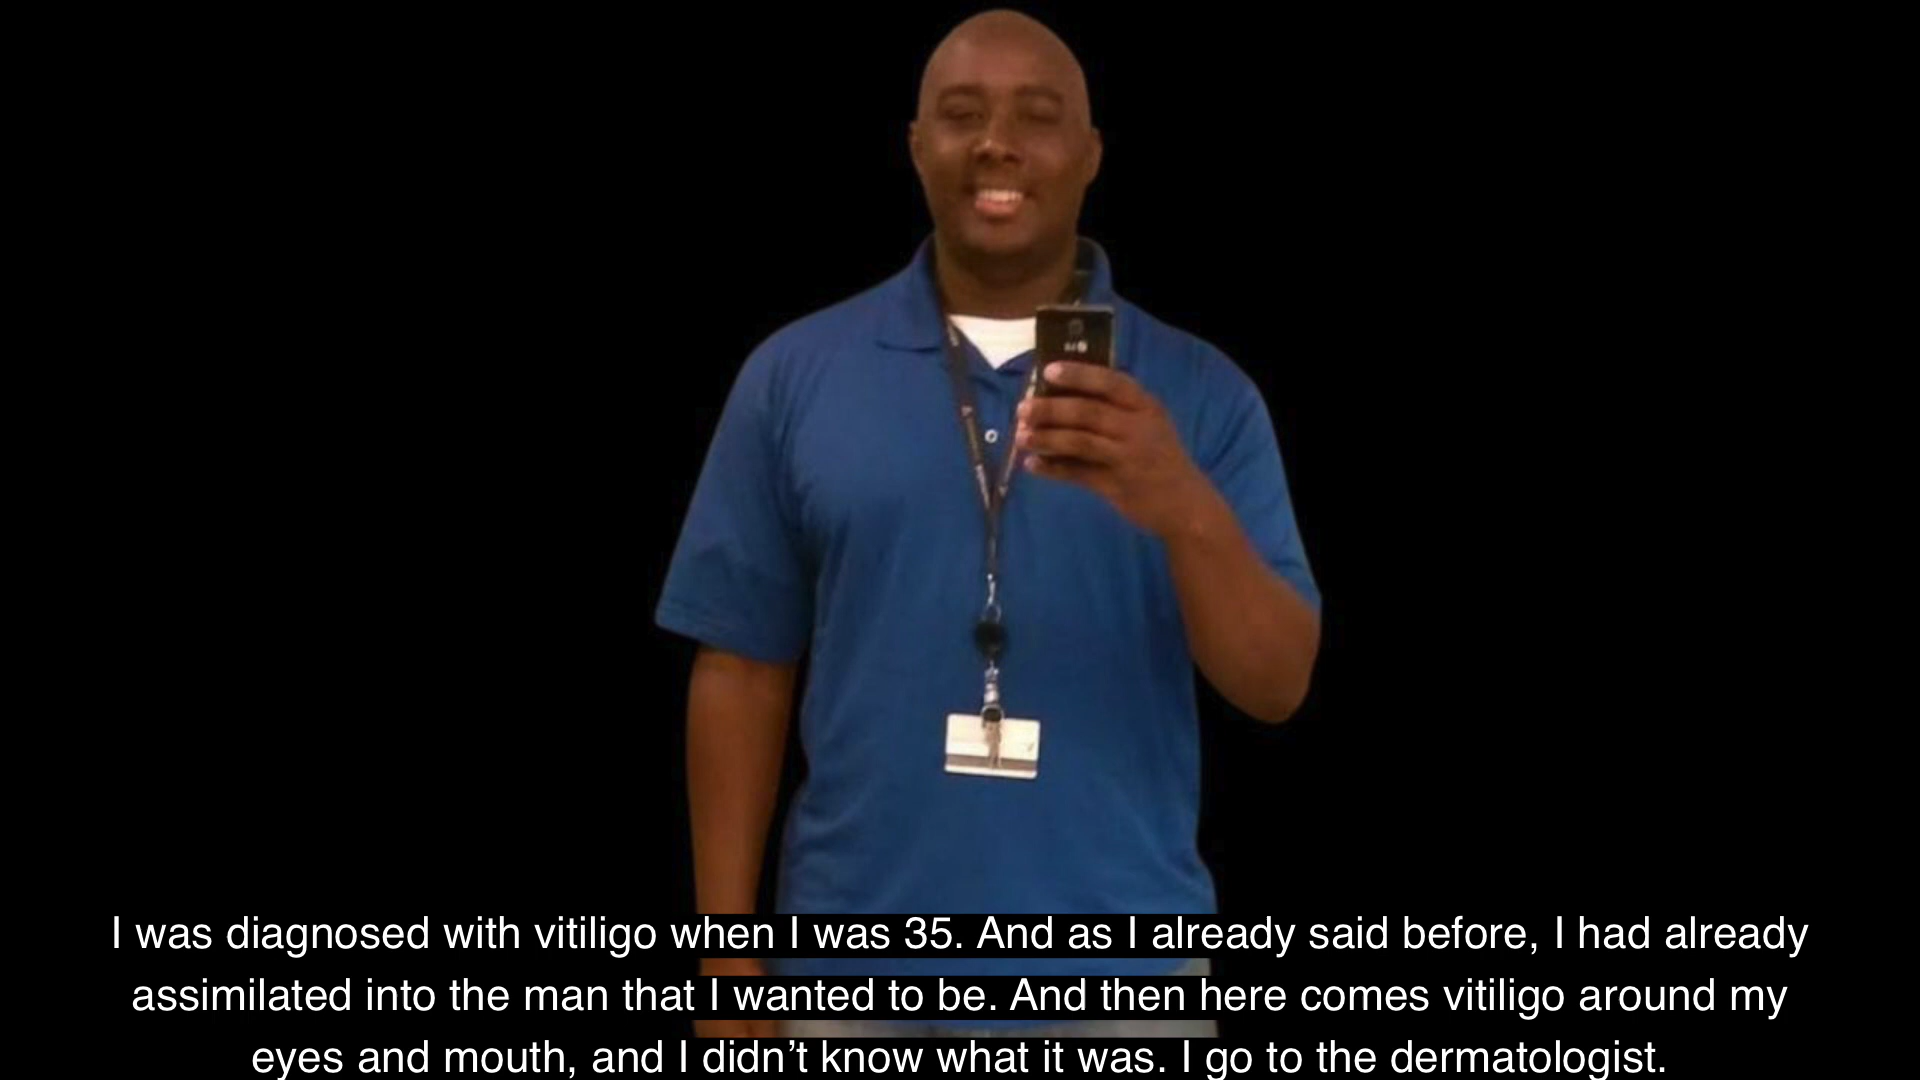 I was diagnosed with vitiligo when I was 35. And as I already said before, I had already
assimilated into the man that I wanted to be. And then here comes vitiligo around my
eyes and mouth, and I didn’t know what it was. I go to the dermatologist.